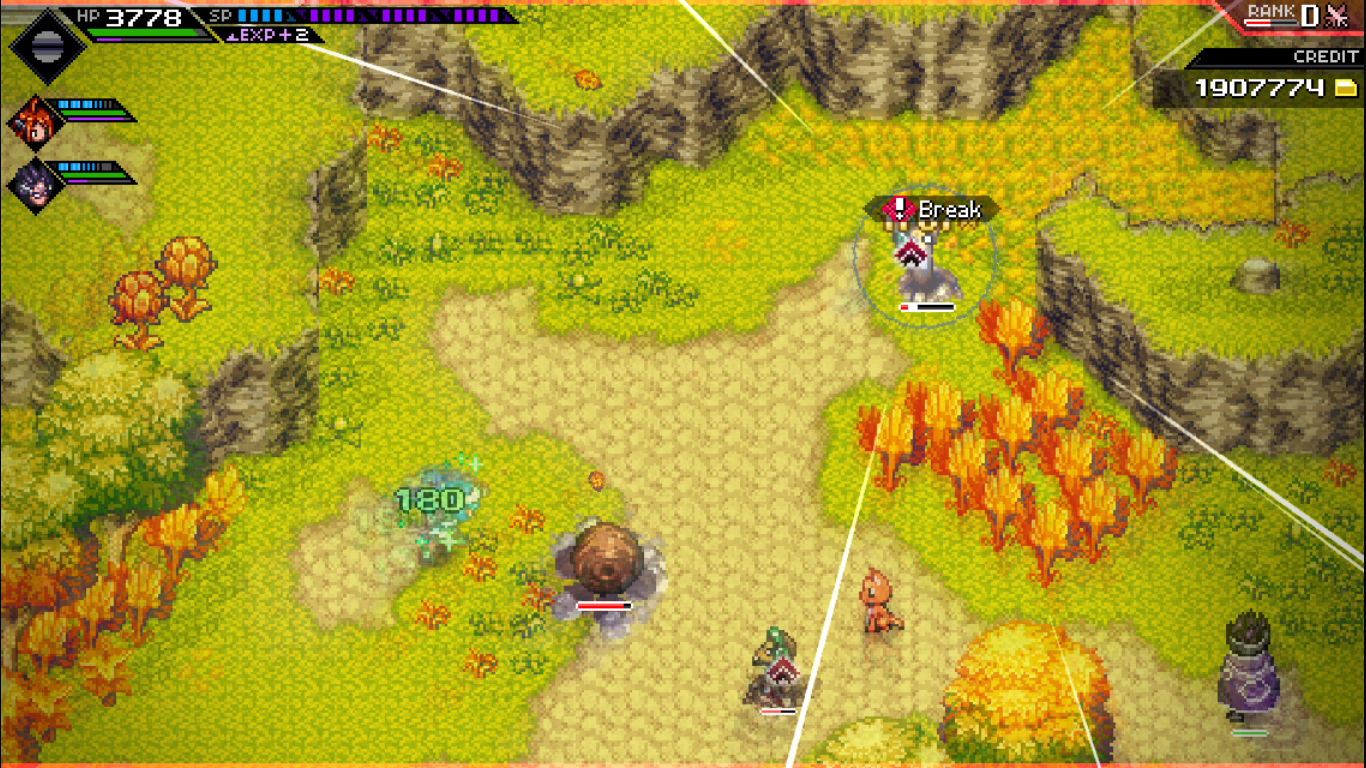 HP 3778 SP
EXP+2
RANK D
CREDIT
1907774
Break
180